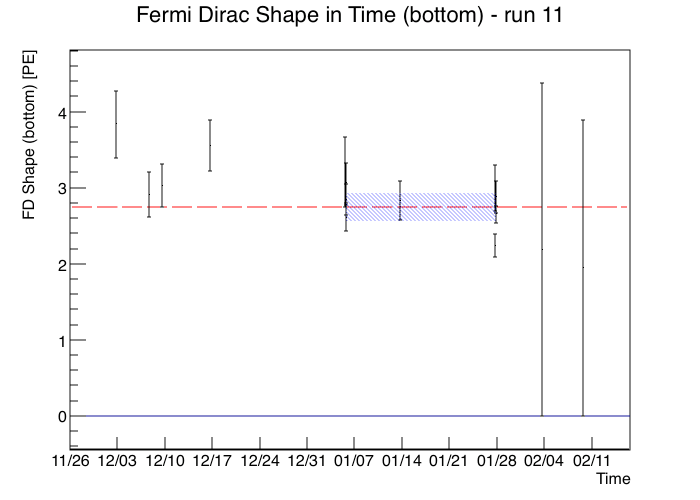 Fermi Dirac Shape in Time (bottom) - run 11
FD Shape (bottom) [PE]
4
3
2
1
0
11/26 12/03 12/10 12/17 12/24 12/31 01/07 01/14 01/21 01/28 02/04 02/11
Time